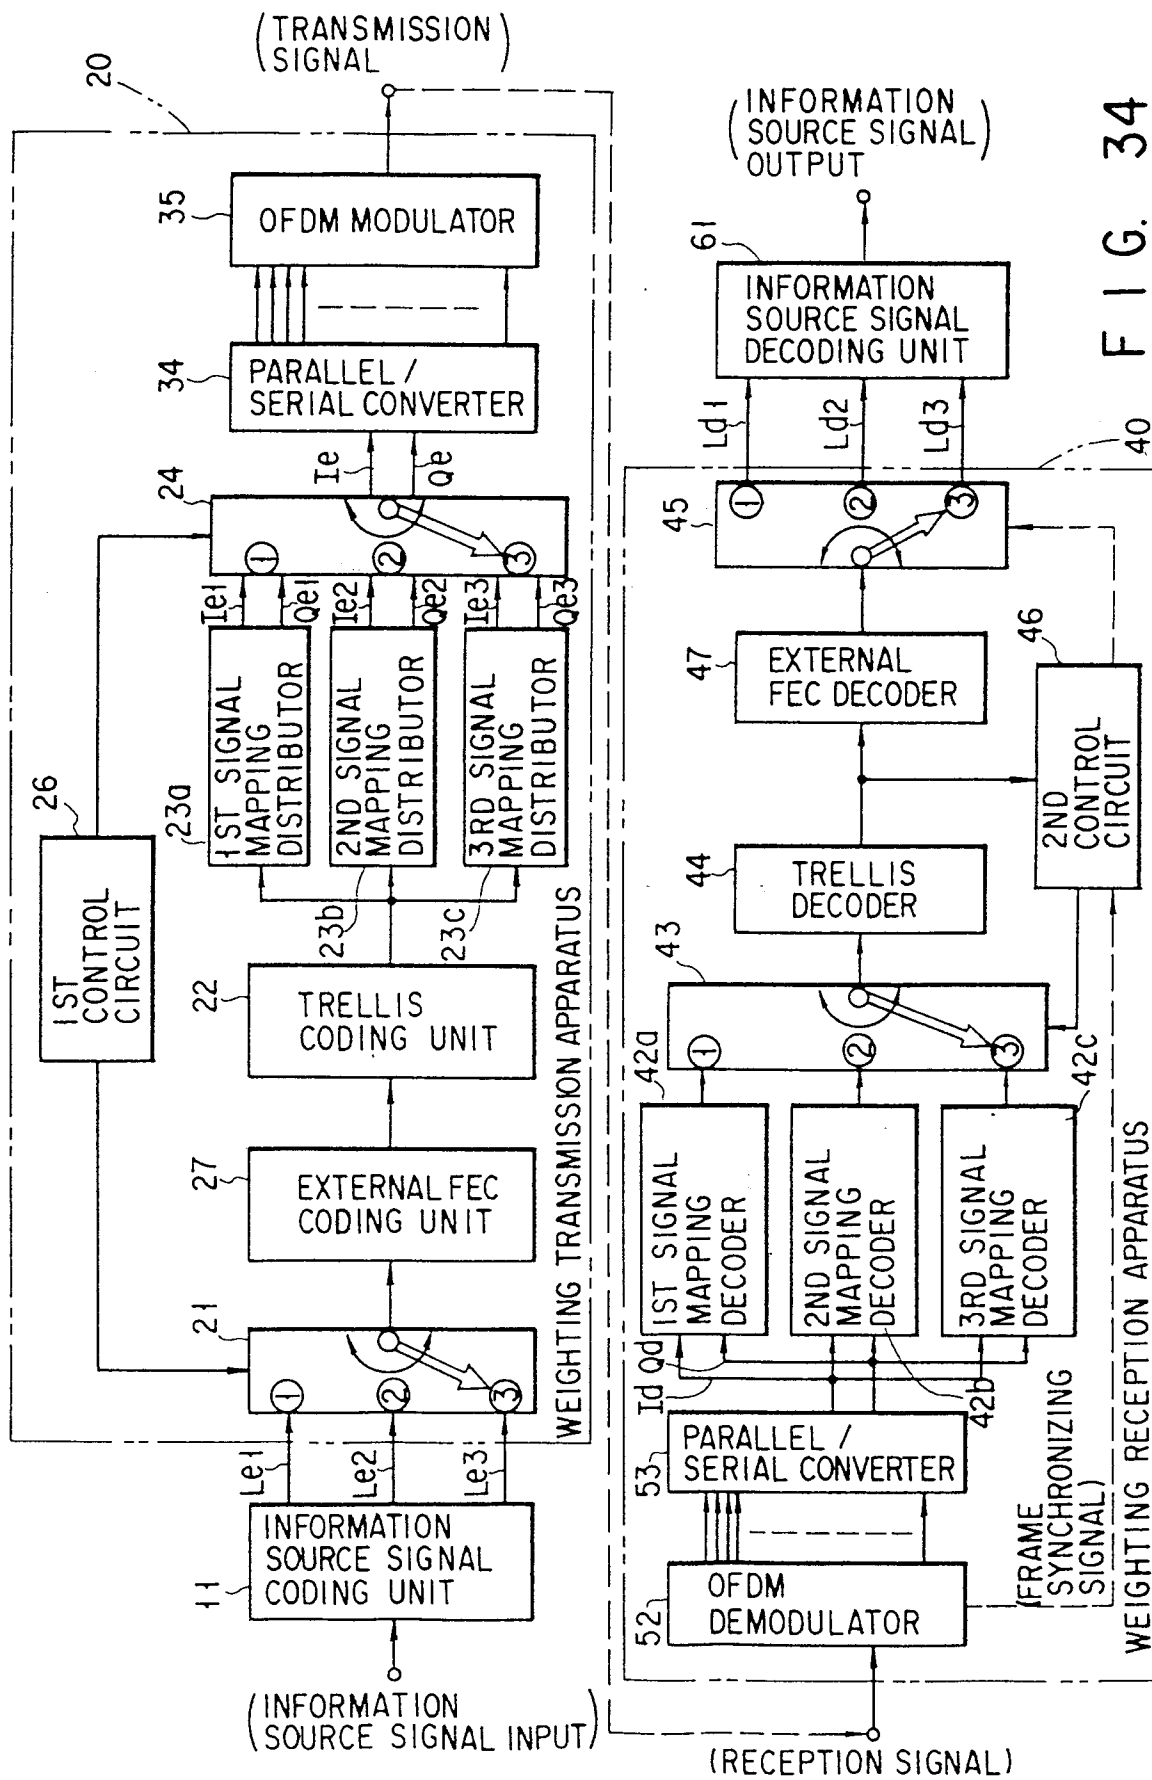 (INFORMATION
SOURCE SIGNAL INPUT)
11
INFORMATION
SOURCE SIGNAL
CODING UNIT
Le1
Le2
Le3
21
1
2
3
27
EXTERNAL FEC
CODING UNIT
22
TRELLIS
CODING UNIT
26
1ST
CONTROL
CIRCUIT
23a
1ST SIGNAL
MAPPING
DISTRIBUTOR
23b
2ND SIGNAL
MAPPING
DISTRIBUTOR
23c
3RD SIGNAL
MAPPING
DISTRIBUTOR
Ie1
Qe1
Ie2
Qe2
Ie3
Qe3
24
1
2
3
Ie
Qe
34
PARALLEL/
SERIAL CONVERTER
35
OFDM MODULATOR
20
(TRANSMISSION
SIGNAL)
WEIGHTING TRANSMISSION APPARATUS
(RECEPTION SIGNAL)
52
OFDM
DEMODULATOR
53
PARALLEL/
SERIAL CONVERTER
(FRAME
SYNCHRONIZING
SIGNAL)
Id
Qd
42a
1ST SIGNAL
MAPPING
DECODER
42b
2ND SIGNAL
MAPPING
DECODER
42c
3RD SIGNAL
MAPPING
DECODER
43
1
2
3
44
TRELLIS
DECODER
47
EXTERNAL
FEC DECODER
46
2ND
CONTROL
CIRCUIT
45
1
2
3
Ld1
Ld2
Ld3
61
INFORMATION
SOURCE SIGNAL
DECODING UNIT
(INFORMATION
SOURCE SIGNAL
OUTPUT)
40
WEIGHTING RECEPTION APPARATUS
FIG. 34